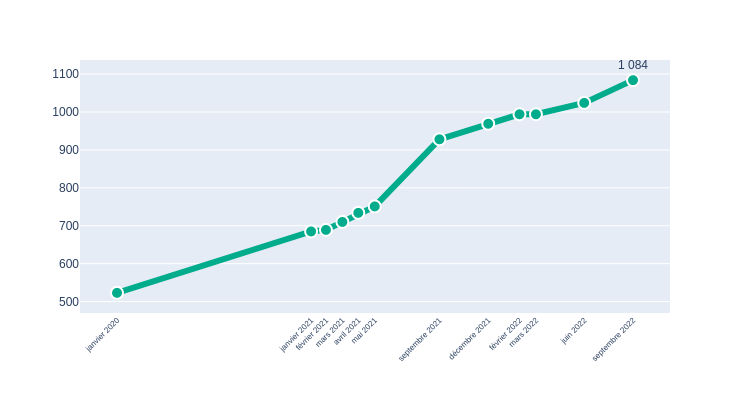 1 084
1100
1000
900
800
700
600
500
janvier 2020
janvier 2021
février 2021
mars 2021
avril 2021
mai 2021
septembre 2021
décembre 2021
février 2022
mars 2022
juin 2022
septembre 2022